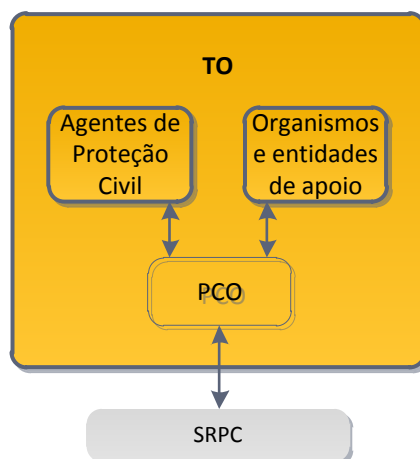 TO
Agentes de
Proteção
Civil
Organismos
e entidades
de apoio
PCO
SRPC